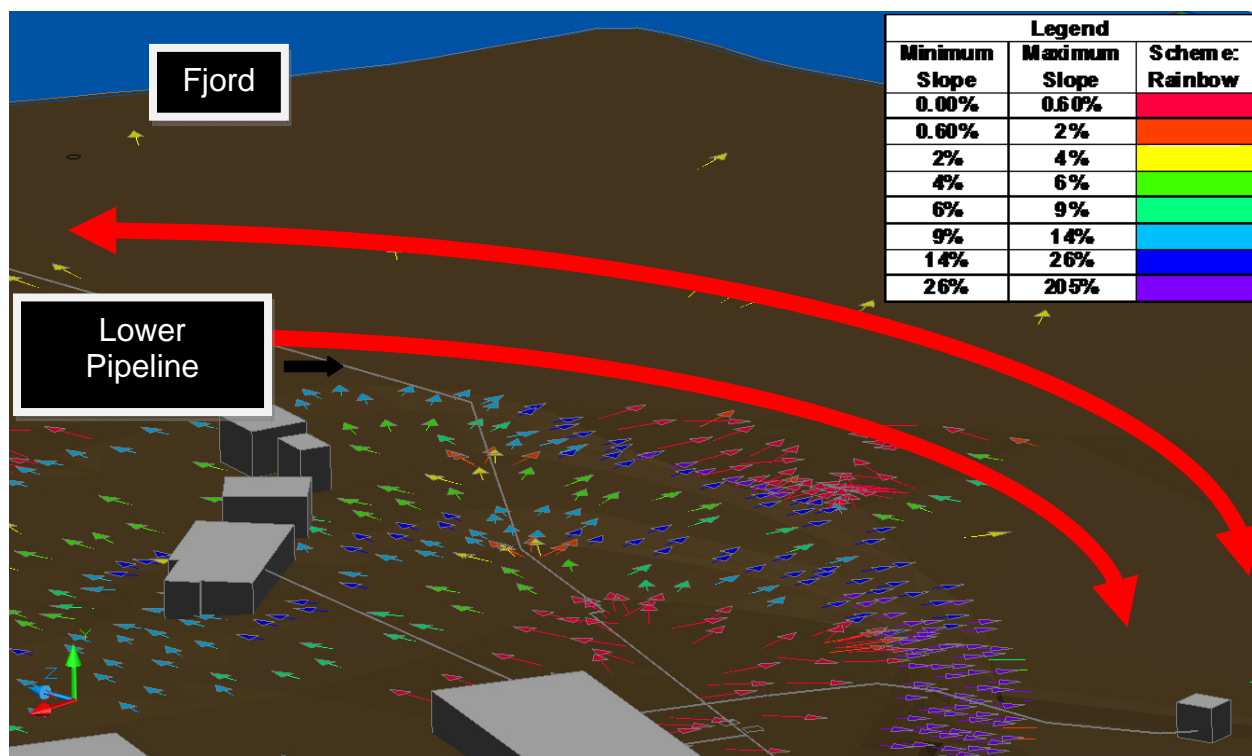 Fjord
Legend
Minimum Slope Maximum Slope Scheme: Rainbow
0.00% 0.60%
0.60% 2%
2% 4%
4% 6%
6% 9%
9% 14%
14% 26%
26% 205%
Lower
Pipeline
Z Y